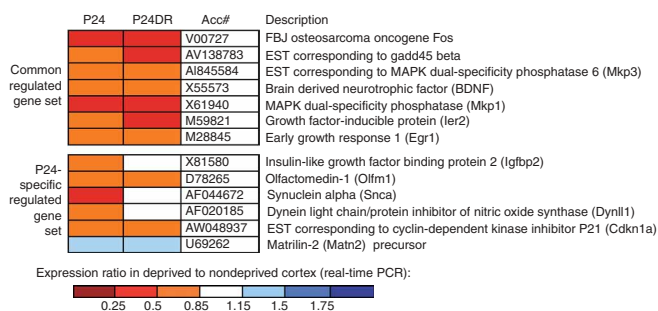 P24 P24DR Acc# Description
V00727 FBJ osteosarcoma oncogene Fos
AV138783 EST corresponding to gadd45 beta
Common regulated gene set
AI845584 EST corresponding to MAPK dual-specificity phosphatase 6 (Mkp3)
X55573 Brain derived neurotrophic factor (BDNF)
X61940 MAPK dual-specificity phosphatase (Mkp1)
M59821 Growth factor-inducible protein (Ier2)
M28845 Early growth response 1 (Egr1)
P24-specific regulated gene set
X81580 Insulin-like growth factor binding protein 2 (Igfbp2)
D78265 Olfactomedin-1 (Olfm1)
AF044672 Synuclein alpha (Snca)
AF020185 Dynein light chain/protein inhibitor of nitric oxide synthase (Dynll1)
AW048937 EST corresponding to cyclin-dependent kinase inhibitor P21 (Cdkn1a)
U69262 Matrilin-2 (Matn2) precursor
Expression ratio in deprived to nondeprived cortex (real-time PCR):
0.25 0.5 0.85 1.15 1.5 1.75